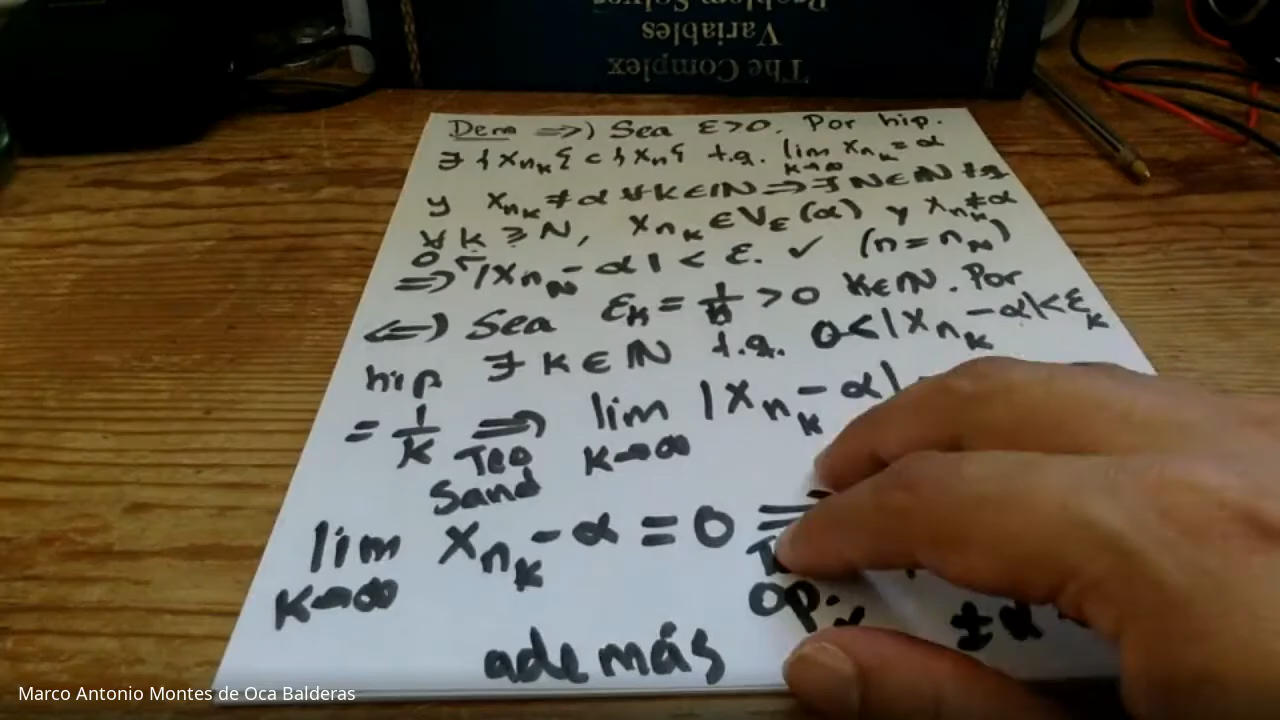 The Complex
Variables
Problem Solver
Dem ⇒) Sea ε>0. Por hip.
∃ {x_{n_k}} ⊂ {x_n} t.q. lim_{k→∞} x_{n_k} = α
y x_{n_k} ≠ α ∀ k ∈ ℕ ⇒ ∃ N ∈ ℕ t.q
∀ k ≥ N, x_{n_k} ∈ V_ε(α) y x_{n_k} ≠ α
⇒ 0 < |x_{n_N} - α| < ε. ✓ (n = n_N)
⇐) Sea ε_k = 1/k > 0 k ∈ ℕ. Por
hip ∃ k ∈ ℕ t.q. 0 < |x_{n_k} - α| < ε_k
= 1/k ⇒ Teo Sand lim_{k→∞} |x_{n_k} - α|
lim_{k→∞} x_{n_k} - α = 0 ⇒ op.
± α
además
Marco Antonio Montes de Oca Balderas